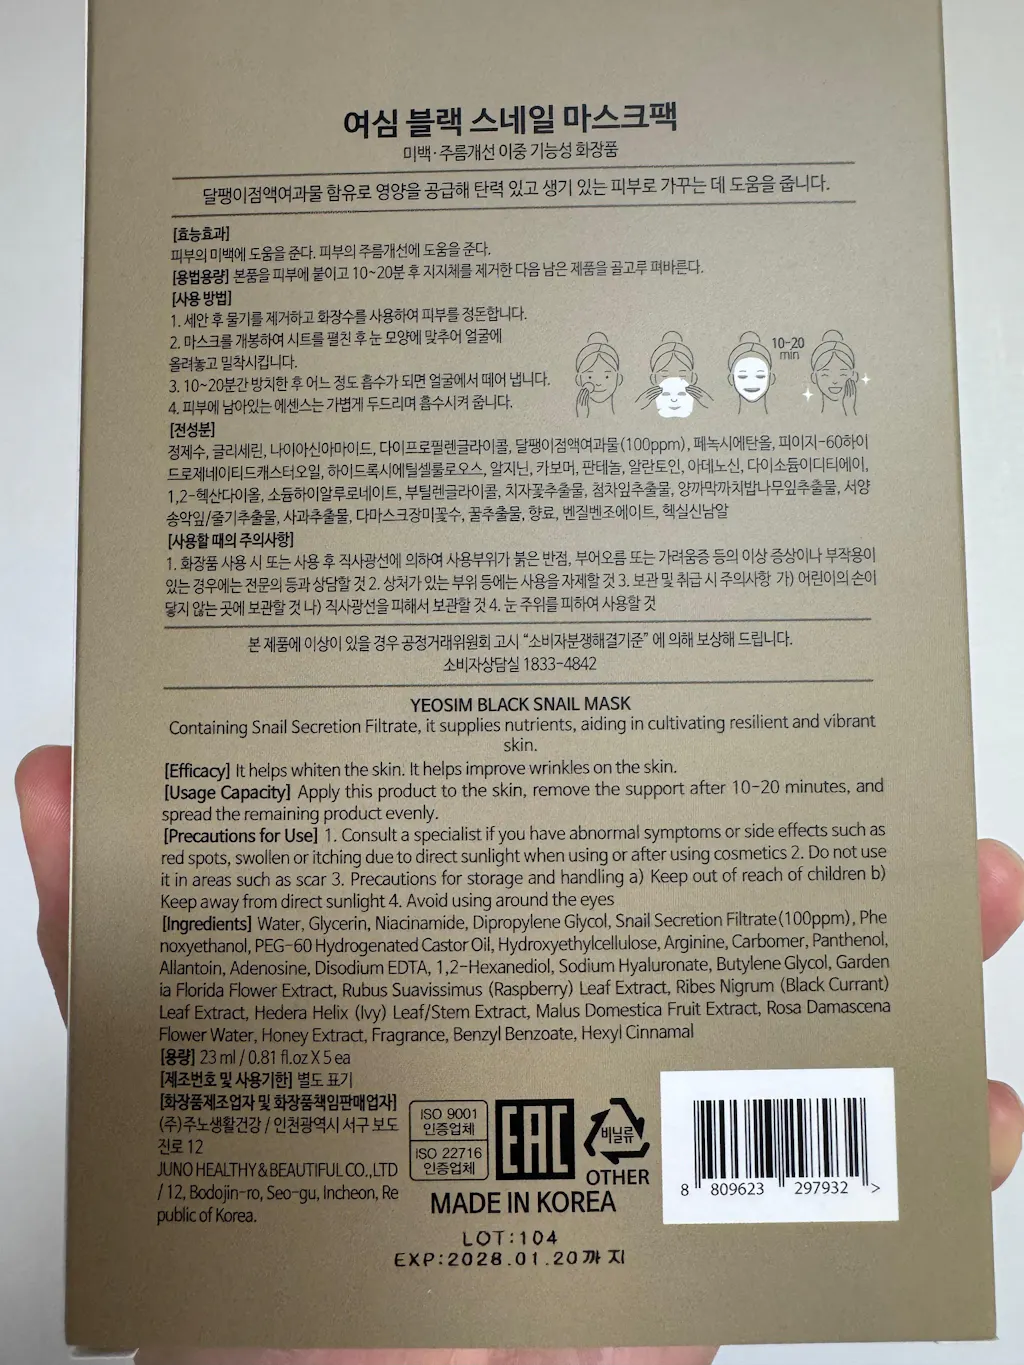 여심 블랙 스네일 마스크팩
미백·주름개선 이중 기능성 화장품
달팽이점액여과물 함유로 영양을 공급해 탄력 있고 생기 있는 피부로 가꾸는 데 도움을 줍니다.
[효능효과]
피부의 미백에 도움을 준다. 피부의 주름개선에 도움을 준다.
[용법용량] 본품을 피부에 붙이고 10~20분 후 지지체를 제거한 다음 남은 제품을 골고루 펴바른다.
[사용 방법]
1. 세안 후 물기를 제거하고 화장수를 사용하여 피부를 정돈합니다.
2. 마스크를 개봉하여 시트를 펼친 후 눈 모양에 맞추어 얼굴에
올려놓고 밀착시킵니다.
3. 10~20분간 방치한 후 어느 정도 흡수가 되면 얼굴에서 떼어 냅니다.
4. 피부에 남아있는 에센스는 가볍게 두드리며 흡수시켜 줍니다.
10-20
min
[전성분]
정제수, 글리세린, 나이아신아마이드, 다이프로필렌글라이콜, 달팽이점액여과물(100ppm), 페녹시에탄올, 피이지-60하이
드로제네이티드캐스터오일, 하이드록시에틸셀룰로오스, 알지닌, 카보머, 판테놀, 알란토인, 아데노신, 다이소듐이디티에이,
1,2-헥산다이올, 소듐하이알루로네이트, 부틸렌글라이콜, 치자꽃추출물, 첨차잎추출물, 양까막까치밥나무잎추출물, 서양
송악잎/줄기추출물, 사과추출물, 다마스크장미꽃수, 꿀추출물, 향료, 벤질벤조에이트, 헥실신남알
[사용할 때의 주의사항]
1. 화장품 사용 시 또는 사용 후 직사광선에 의하여 사용부위가 붉은 반점, 부어오름 또는 가려움증 등의 이상 증상이나 부작용이
있는 경우에는 전문의 등과 상담할 것 2. 상처가 있는 부위 등에는 사용을 자제할 것 3. 보관 및 취급 시 주의사항 가) 어린이의 손이
닿지 않는 곳에 보관할 것 나) 직사광선을 피해서 보관할 것 4. 눈 주위를 피하여 사용할 것
본 제품에 이상이 있을 경우 공정거래위원회 고시 “소비자분쟁해결기준” 에 의해 보상해 드립니다.
소비자상담실 1833-4842
YEOSIM BLACK SNAIL MASK
Containing Snail Secretion Filtrate, it supplies nutrients, aiding in cultivating resilient and vibrant
skin.
[Efficacy] It helps whiten the skin. It helps improve wrinkles on the skin.
[Usage Capacity] Apply this product to the skin, remove the support after 10-20 minutes, and
spread the remaining product evenly.
[Precautions for Use] 1. Consult a specialist if you have abnormal symptoms or side effects such as
red spots, swollen or itching due to direct sunlight when using or after using cosmetics 2. Do not use
it in areas such as scar 3. Precautions for storage and handling a) Keep out of reach of children b)
Keep away from direct sunlight 4. Avoid using around the eyes
[Ingredients] Water, Glycerin, Niacinamide, Dipropylene Glycol, Snail Secretion Filtrate(100ppm), Phe
noxyethanol, PEG-60 Hydrogenated Castor Oil, Hydroxyethylcellulose, Arginine, Carbomer, Panthenol,
Allantoin, Adenosine, Disodium EDTA, 1,2-Hexanediol, Sodium Hyaluronate, Butylene Glycol, Garden
ia Florida Flower Extract, Rubus Suavissimus (Raspberry) Leaf Extract, Ribes Nigrum (Black Currant)
Leaf Extract, Hedera Helix (Ivy) Leaf/Stem Extract, Malus Domestica Fruit Extract, Rosa Damascena
Flower Water, Honey Extract, Fragrance, Benzyl Benzoate, Hexyl Cinnamal
[용량] 23 ml / 0.81 fl.oz X 5 ea
[제조번호 및 사용기한] 별도 표기
[화장품제조업자 및 화장품책임판매업자]
(주)주노생활건강 / 인천광역시 서구 보도
진로 12
JUNO HEALTHY & BEAUTIFUL CO., LTD
/ 12, Bodojin-ro, Seo-gu, Incheon, Re
public of Korea.
ISO 9001
인증업체
ISO 22716
인증업체
EAC
비닐류
OTHER
MADE IN KOREA
8 809623 297932 >
LOT:104
EXP:2028.01.20까지